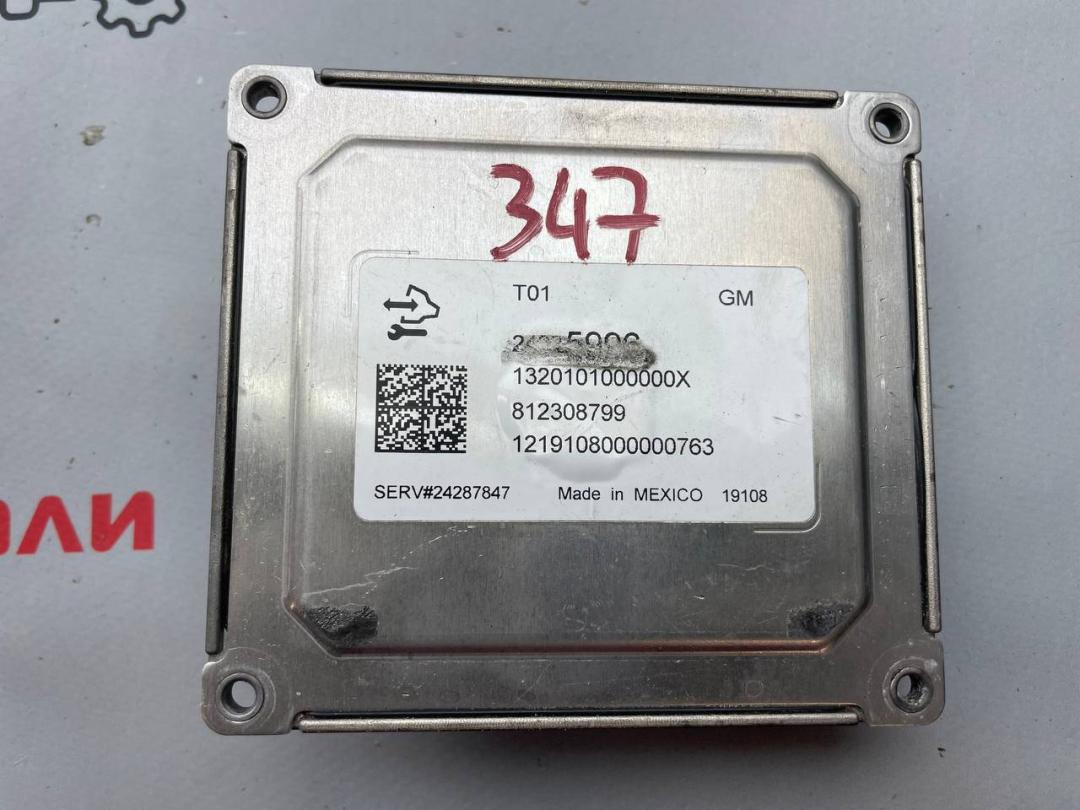 347
T01 GM
1320101000000X
812308799
1219108000000763
SERV#24287847 Made in MEXICO 19108